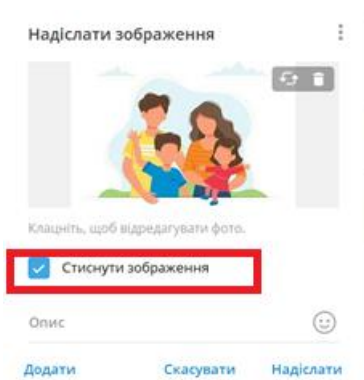 Надіслати зображення
Клацніть, щоб відредагувати фото.
Стиснути зображення
Опис
Додати Скасувати Надіслати